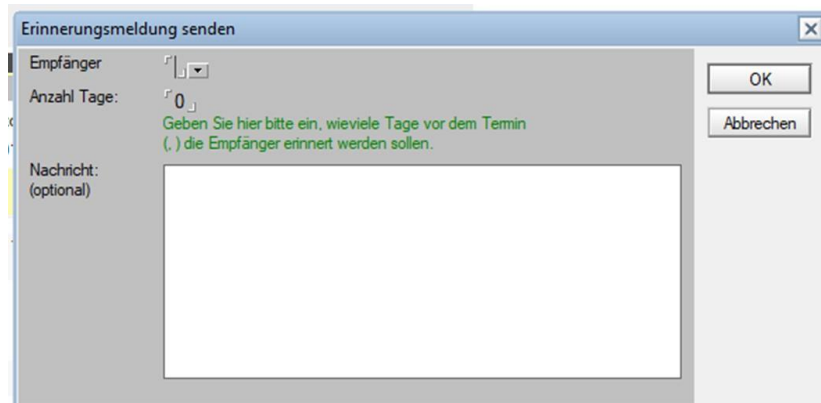 Erinnerungsmeldung senden
Empfänger
OK
Anzahl Tage:
0
Geben Sie hier bitte ein, wieviele Tage vor dem Termin
(, ) die Empfänger erinnert werden sollen.
Abbrechen
Nachricht:
(optional)